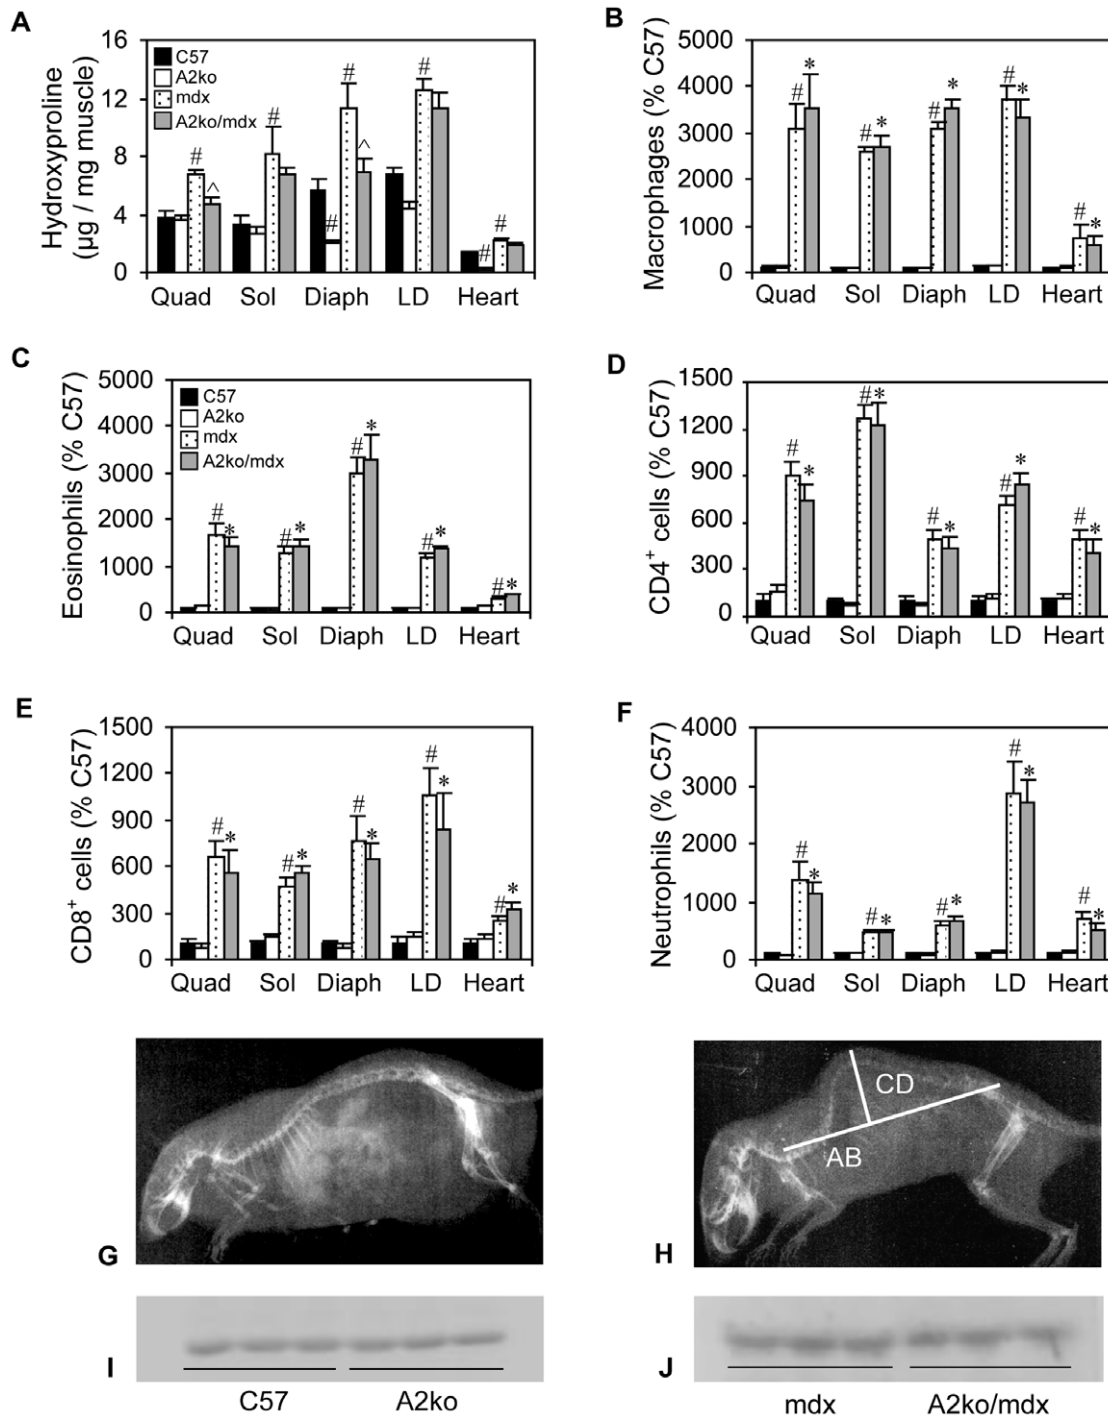 A
Hydroxyproline
(µg / mg muscle)
16
12
8
4
0
C57
A2ko
mdx
A2ko/mdx
#
^
#
#
#
^
#
#
#
Quad Sol Diaph LD Heart
B
Macrophages (% C57)
5000
4000
3000
2000
1000
0
# *
# *
# *
# *
# *
Quad Sol Diaph LD Heart
C
Eosinophils (% C57)
5000
4000
3000
2000
1000
0
C57
A2ko
mdx
A2ko/mdx
# *
# *
# *
# *
# *
Quad Sol Diaph LD Heart
D
CD4+ cells (% C57)
1500
1200
900
600
300
0
# *
# *
# *
# *
# *
Quad Sol Diaph LD Heart
E
CD8+ cells (% C57)
1500
1200
900
600
300
0
# *
# *
# *
# *
# *
Quad Sol Diaph LD Heart
F
Neutrophils (% C57)
4000
3000
2000
1000
0
# *
# *
# *
# *
# *
Quad Sol Diaph LD Heart
G
CD
AB
H
I
C57 A2ko
J
mdx A2ko/mdx